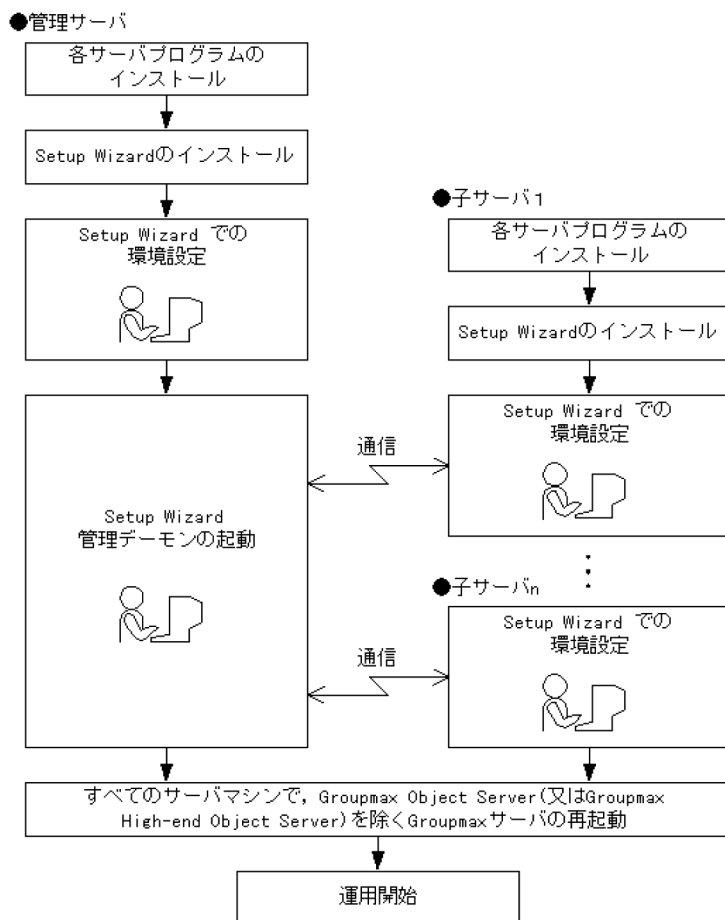 ●管理サーバ
各サーバプログラムの
インストール
Setup Wizardのインストール
Setup Wizard での
環境設定
Setup Wizard
管理デーモンの起動
●子サーバ1
各サーバプログラムの
インストール
Setup Wizardのインストール
Setup Wizard での
環境設定
通信
●子サーバn
Setup Wizard での
環境設定
通信
すべてのサーバマシンで，Groupmax Object Server(又はGroupmax
High-end Object Server)を除くGroupmaxサーバの再起動
運用開始